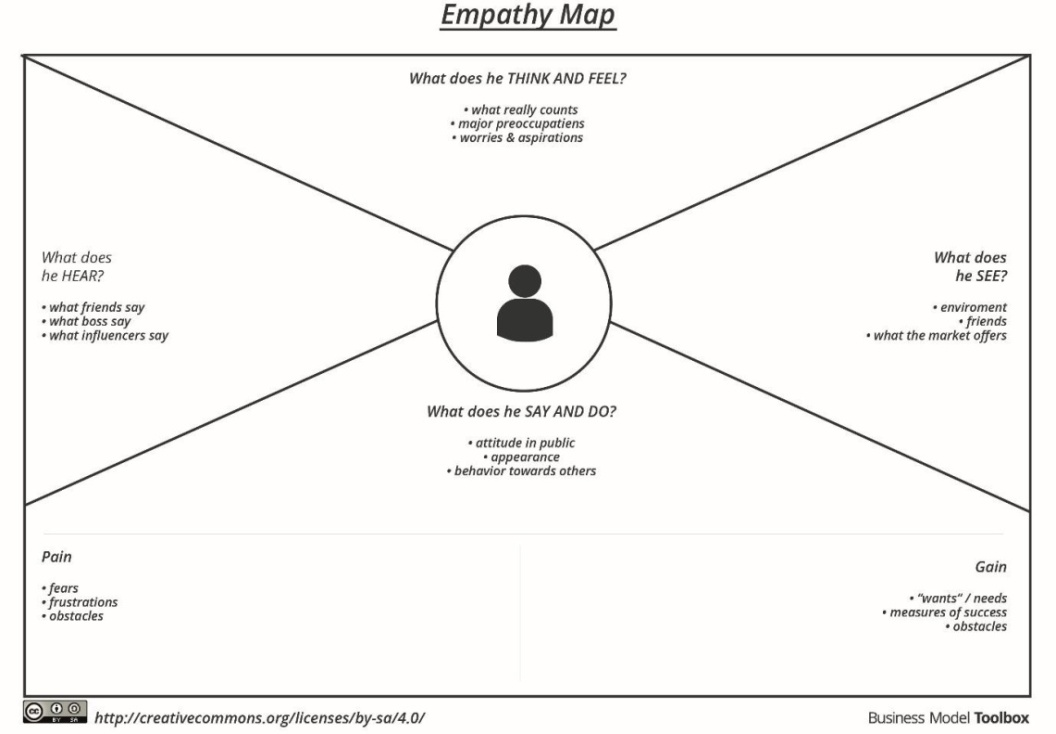 Empathy Map
What does he THINK AND FEEL?
• what really counts
• major preoccupatiens
• worries & aspirations
What does
he HEAR?
• what friends say
• what boss say
• what influencers say
What does
he SEE?
• enviroment
• friends
• what the market offers
What does he SAY AND DO?
• attitude in public
• appearance
• behavior towards others
Pain
• fears
• frustrations
• obstacles
Gain
• “wants” / needs
• measures of success
• obstacles
cc BY SA
http://creativecommons.org/licenses/by-sa/4.0/
Business Model Toolbox